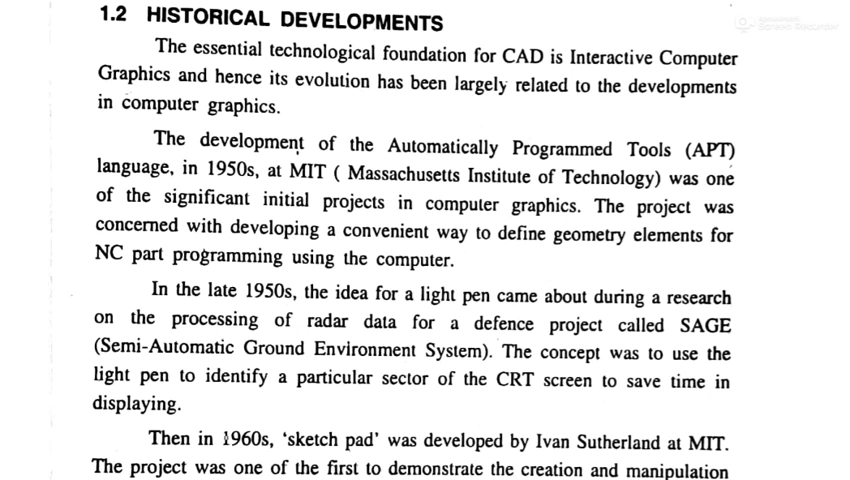 1.2 HISTORICAL DEVELOPMENTS
The essential technological foundation for CAD is Interactive Computer
Graphics and hence its evolution has been largely related to the developments
in computer graphics.
The development of the Automatically Programmed Tools (APT)
language, in 1950s, at MIT ( Massachusetts Institute of Technology) was one
of the significant initial projects in computer graphics. The project was
concerned with developing a convenient way to define geometry elements for
NC part programming using the computer.
In the late 1950s, the idea for a light pen came about during a research
on the processing of radar data for a defence project called SAGE
(Semi-Automatic Ground Environment System). The concept was to use the
light pen to identify a particular sector of the CRT screen to save time in
displaying.
Then in 1960s, ‘sketch pad’ was developed by Ivan Sutherland at MIT.
The project was one of the first to demonstrate the creation and manipulation